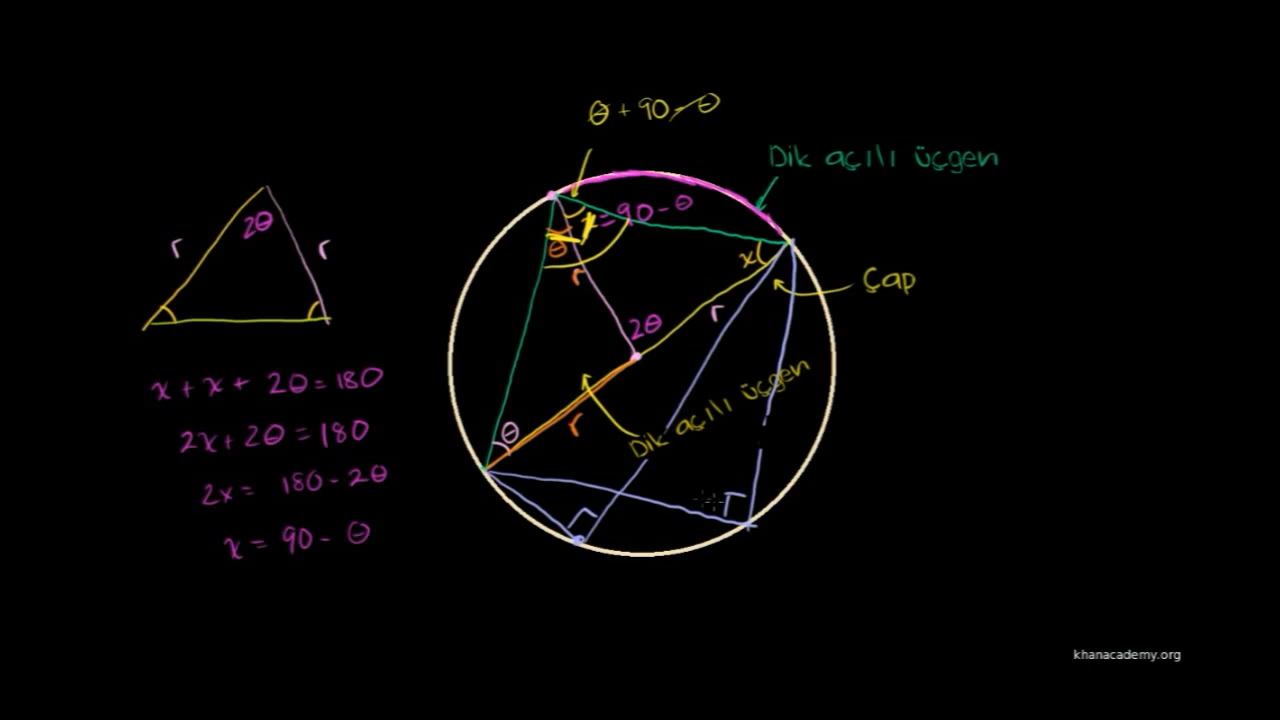 θ + 90 - θ
Dik açılı üçgen
2θ
r
r
x = 90 - θ
θ
x
r
Çap
r
2θ
Dik açılı üçgen
θ
r
x + x + 2θ = 180
2x + 2θ = 180
2x = 180 - 2θ
x = 90 - θ
khanacademy.org